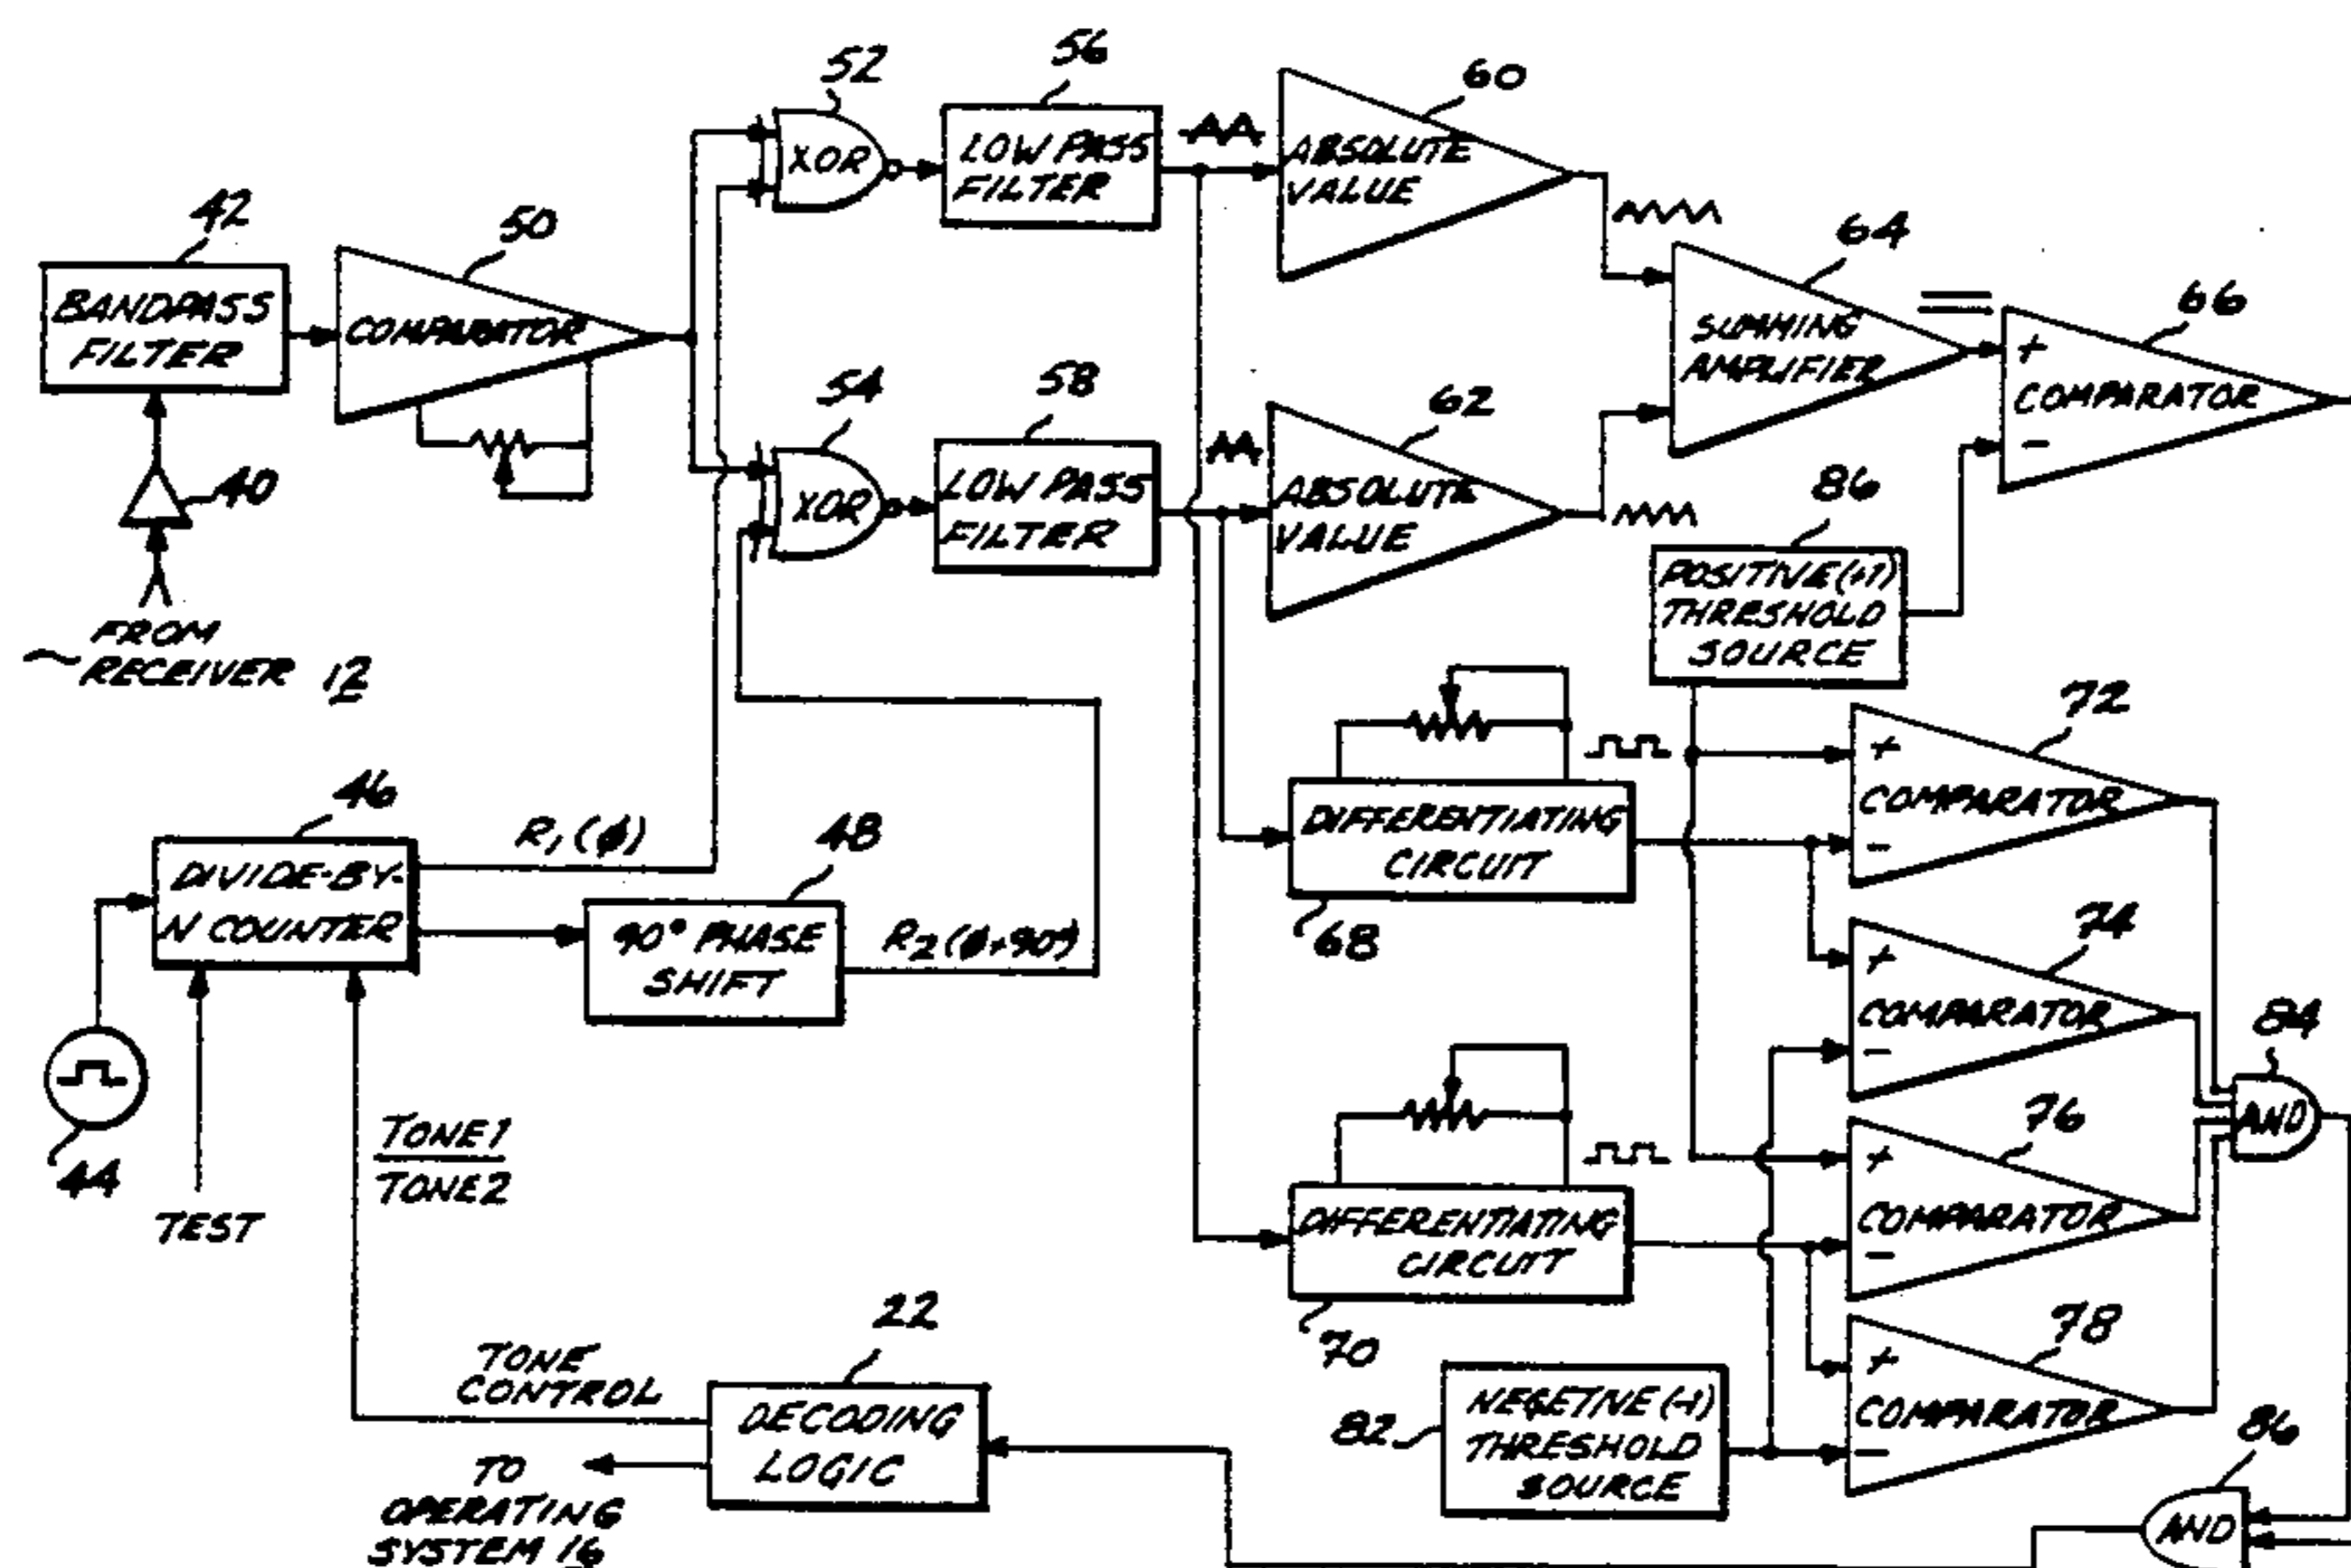 52
56
60
XOR
LOW PASS
FILTER
ABSOLUTE
VALUE
42
50
64
BANDPASS
FILTER
COMPARATOR
SUMMING
AMPLIFIER
66
+
COMPARATOR
-
54
58
62
XOR
LOW PASS
FILTER
ABSOLUTE
VALUE
40
86
POSITIVE (+1)
THRESHOLD
SOURCE
FROM
RECEIVER 12
72
+
COMPARATOR
-
46
R1 (φ)
48
DIVIDE-BY-
N COUNTER
90° PHASE
SHIFT
R2 (φ+90°)
DIFFERENTIATING
CIRCUIT
68
74
+
COMPARATOR
-
84
AND
44
TEST
TONE1
TONE2
76
+
COMPARATOR
-
DIFFERENTIATING
CIRCUIT
70
22
TONE
CONTROL
DECODING
LOGIC
TO
OPERATING
SYSTEM 16
82
NEGETIVE (-1)
THRESHOLD
SOURCE
78
+
COMPARATOR
-
86
AND